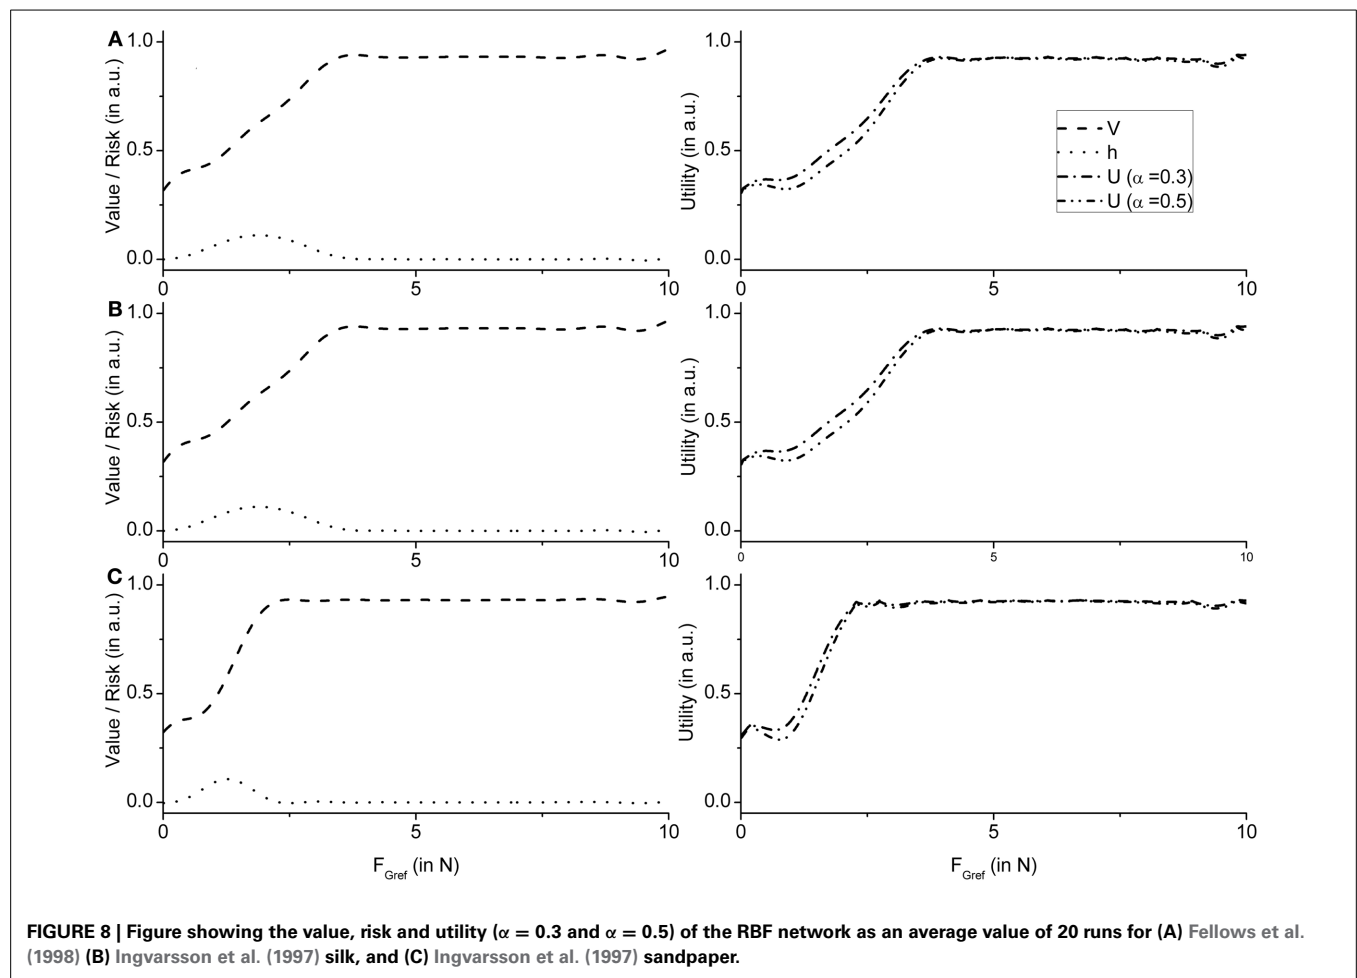 A
1.0
0.5
0.0
Value / Risk (in a.u.)
0
5
10
1.0
0.5
0.0
Utility (in a.u.)
0
5
10
V
h
U (α =0.3)
U (α =0.5)
B
1.0
0.5
0.0
Value / Risk (in a.u.)
0
5
10
1.0
0.5
0.0
Utility (in a.u.)
0
5
10
C
1.0
0.5
0.0
Value / Risk (in a.u.)
0
5
10
F_Gref (in N)
1.0
0.5
0.0
Utility (in a.u.)
0
5
10
F_Gref (in N)
FIGURE 8 | Figure showing the value, risk and utility (α = 0.3 and α = 0.5) of the RBF network as an average value of 20 runs for (A) Fellows et al.
(1998) (B) Ingvarsson et al. (1997) silk, and (C) Ingvarsson et al. (1997) sandpaper.